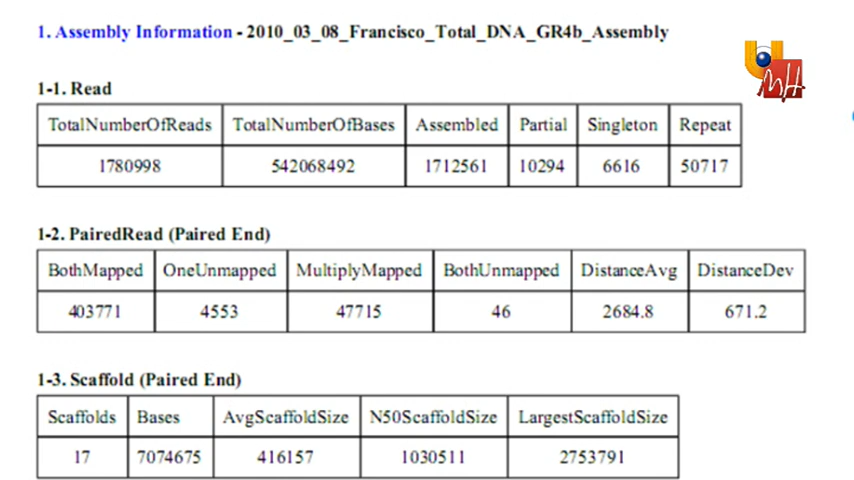 1. Assembly Information - 2010_03_08_Francisco_Total_DNA_GR4b_Assembly
UMH
1-1. Read
TotalNumberOfReads TotalNumberOfBases Assembled Partial Singleton Repeat
1780998 542068492 1712561 10294 6616 50717
1-2. PairedRead (Paired End)
BothMapped OneUnmapped MultiplyMapped BothUnmapped DistanceAvg DistanceDev
403771 4553 47715 46 2684.8 671.2
1-3. Scaffold (Paired End)
Scaffolds Bases AvgScaffoldSize N50ScaffoldSize LargestScaffoldSize
17 7074675 416157 1030511 2753791